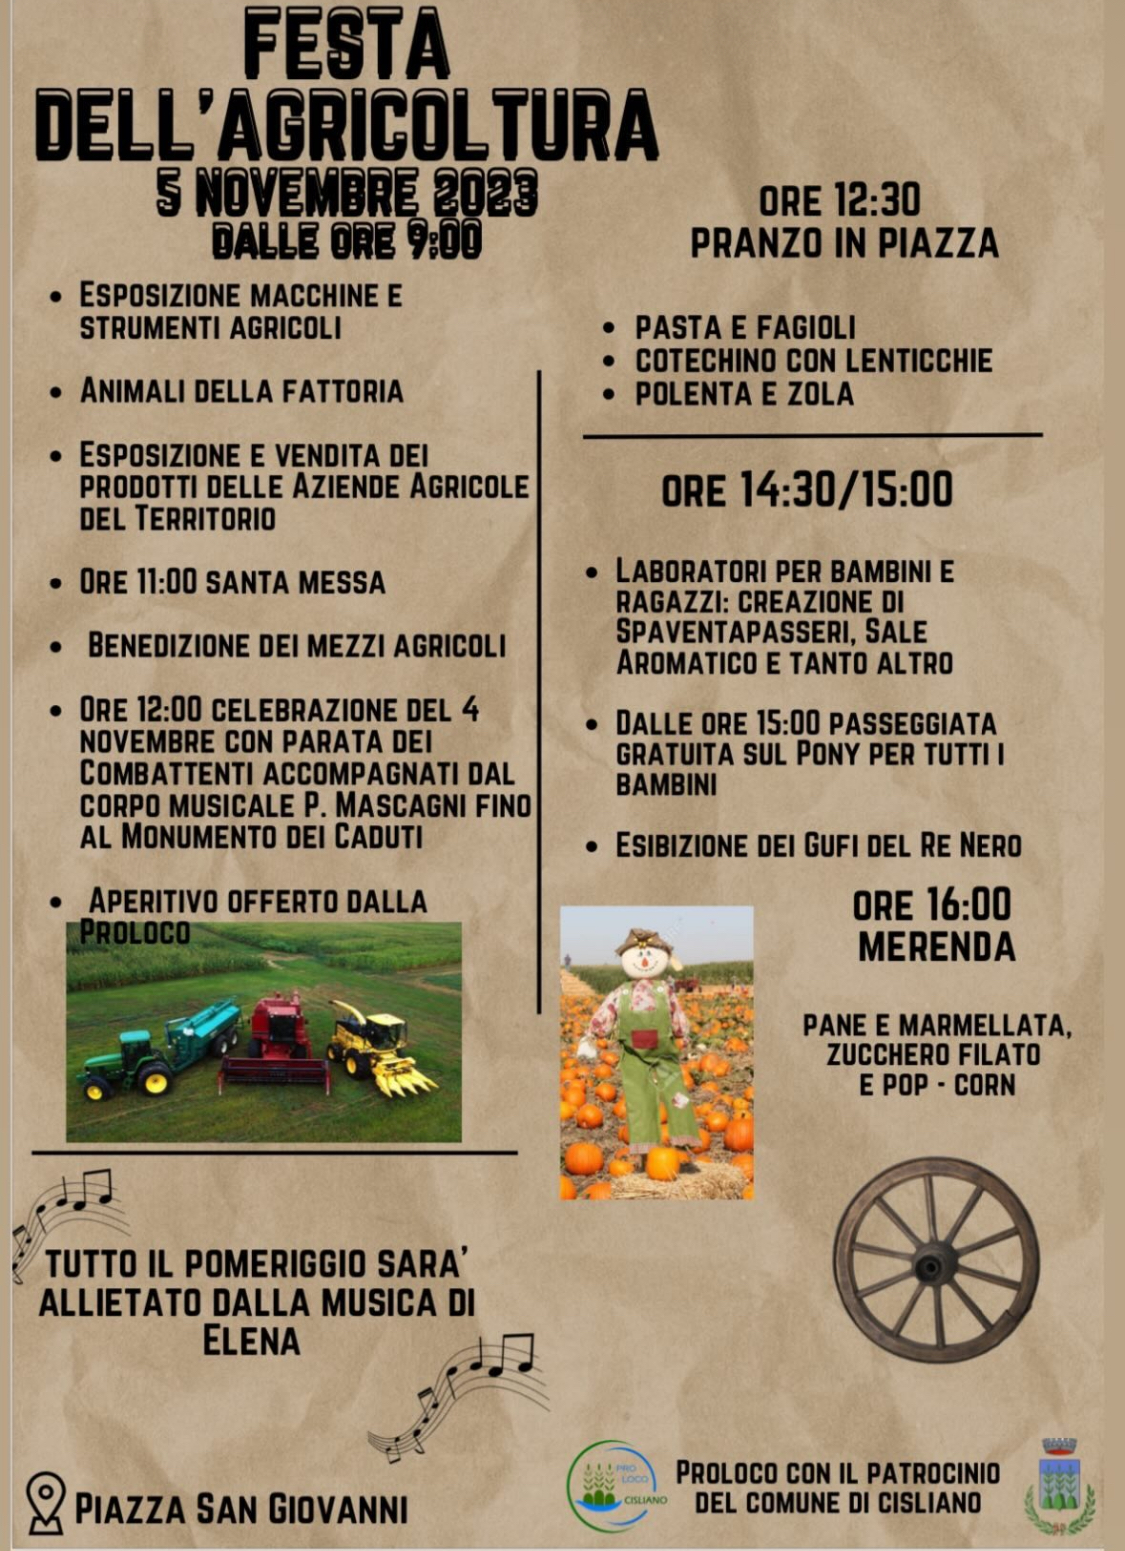 FESTA
DELL'AGRICOLTURA
5 NOVEMBRE 2023
DALLE ORE 9:00
• ESPOSIZIONE MACCHINE E
STRUMENTI AGRICOLI
• ANIMALI DELLA FATTORIA
• ESPOSIZIONE E VENDITA DEI
PRODOTTI DELLE AZIENDE AGRICOLE
DEL TERRITORIO
• ORE 11:00 SANTA MESSA
• BENEDIZIONE DEI MEZZI AGRICOLI
• ORE 12:00 CELEBRAZIONE DEL 4
NOVEMBRE CON PARATA DEI
COMBATTENTI ACCOMPAGNATI DAL
CORPO MUSICALE P. MASCAGNI FINO
AL MONUMENTO DEI CADUTI
• APERITIVO OFFERTO DALLA
PROLOCO
TUTTO IL POMERIGGIO SARA'
ALLIETATO DALLA MUSICA DI
ELENA
PIAZZA SAN GIOVANNI
ORE 12:30
PRANZO IN PIAZZA
• PASTA E FAGIOLI
• COTECHINO CON LENTICCHIE
• POLENTA E ZOLA
ORE 14:30/15:00
• LABORATORI PER BAMBINI E
RAGAZZI: CREAZIONE DI
SPAVENTAPASSERI, SALE
AROMATICO E TANTO ALTRO
• DALLE ORE 15:00 PASSEGGIATA
GRATUITA SUL PONY PER TUTTI I
BAMBINI
• ESIBIZIONE DEI GUFI DEL RE NERO
ORE 16:00
MERENDA
PANE E MARMELLATA,
ZUCCHERO FILATO
E POP - CORN
PRO
LOCO
CISLIANO
PROLOCO CON IL PATROCINIO
DEL COMUNE DI CISLIANO